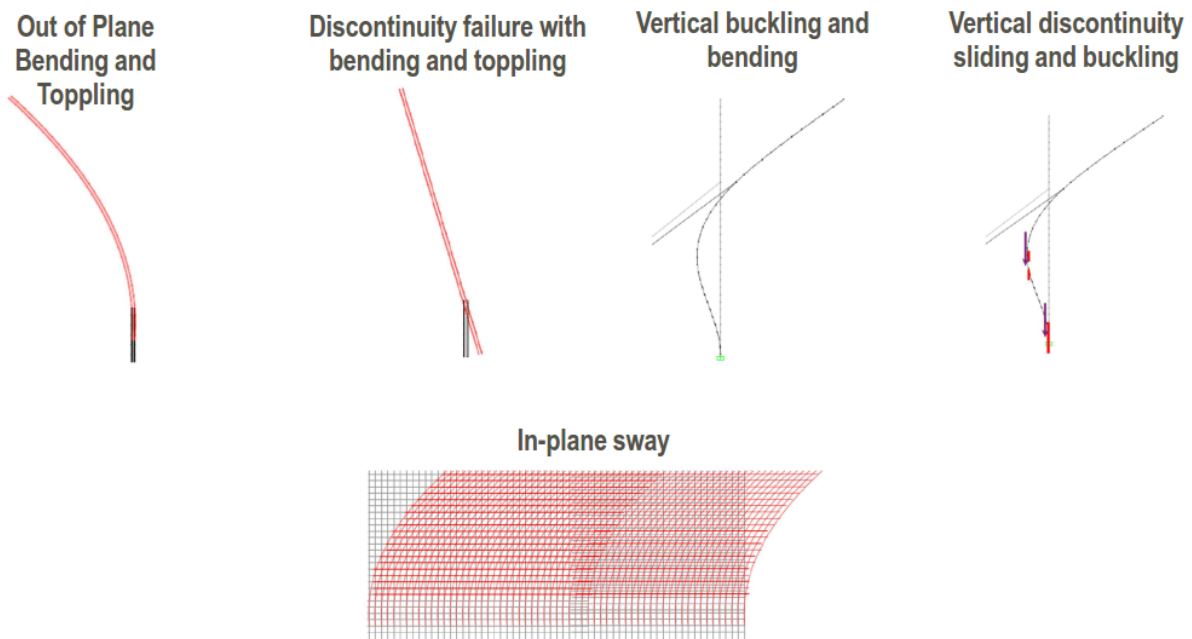 Out of Plane
Bending and
Toppling
Discontinuity failure with
bending and toppling
Vertical buckling and
bending
Vertical discontinuity
sliding and buckling
In-plane sway